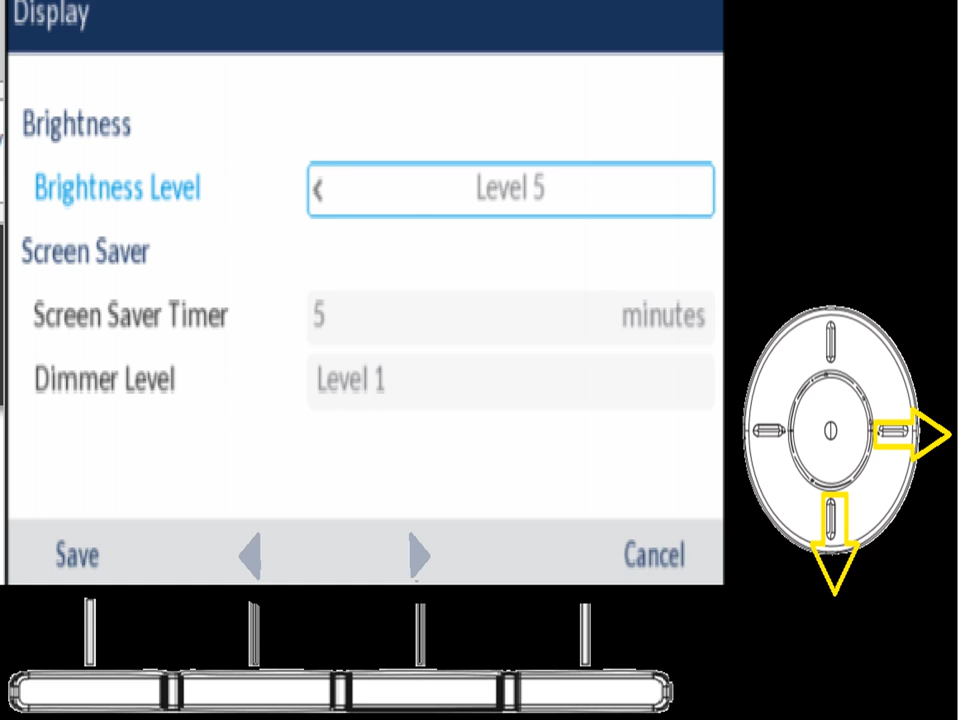 Display
Brightness
Brightness Level
Level 5
Screen Saver
Screen Saver Timer
5 minutes
Dimmer Level
Level 1
Save
Cancel